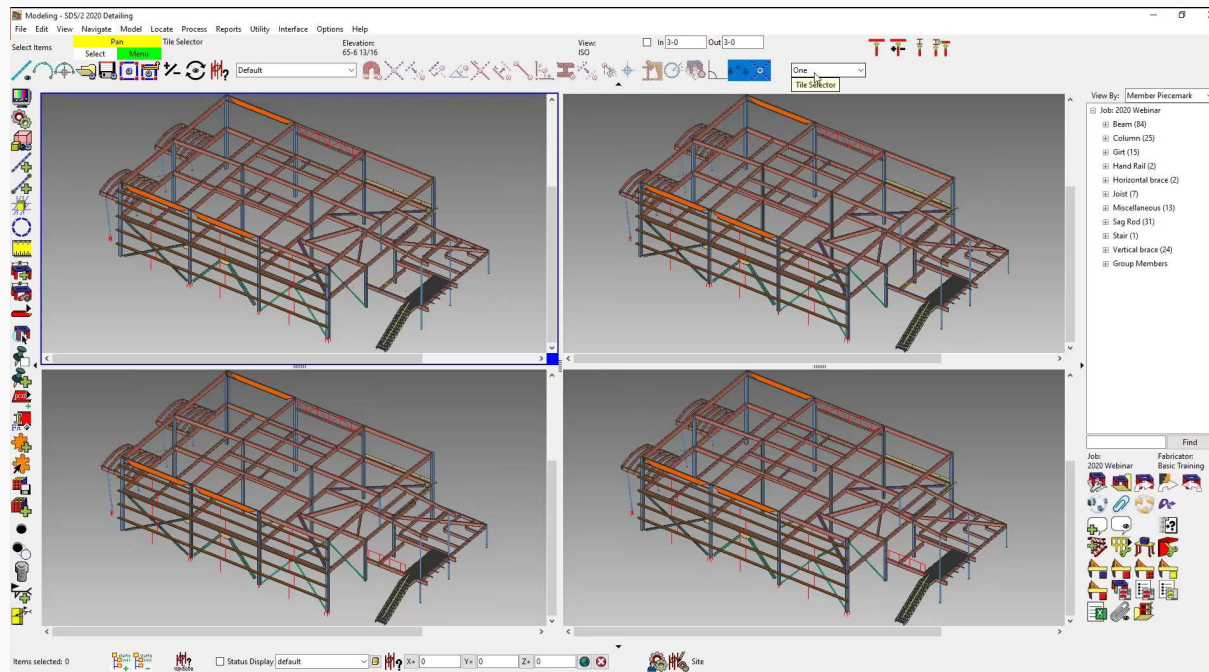 Modeling - SDS/2 2020 Detailing
File Edit View Navigate Model Locate Process Reports Utility Interface Options Help
Select Items
Pan
Select Menu
Tile Selector
Elevation:
65-6 13/16
View:
ISO
In 3-0 Out 3-0
Default
One
Tile Selector
View By: Member Piecemark
Job: 2020 Webinar
Beam (84)
Column (25)
Girt (15)
Hand Rail (2)
Horizontal brace (2)
Joist (7)
Miscellaneous (13)
Sag Rod (31)
Stair (1)
Vertical brace (24)
Group Members
Find
Job: Fabricator:
2020 Webinar Basic Training
Items selected: 0
Status Display default
X+ 0 Y+ 0 Z+ 0
Site